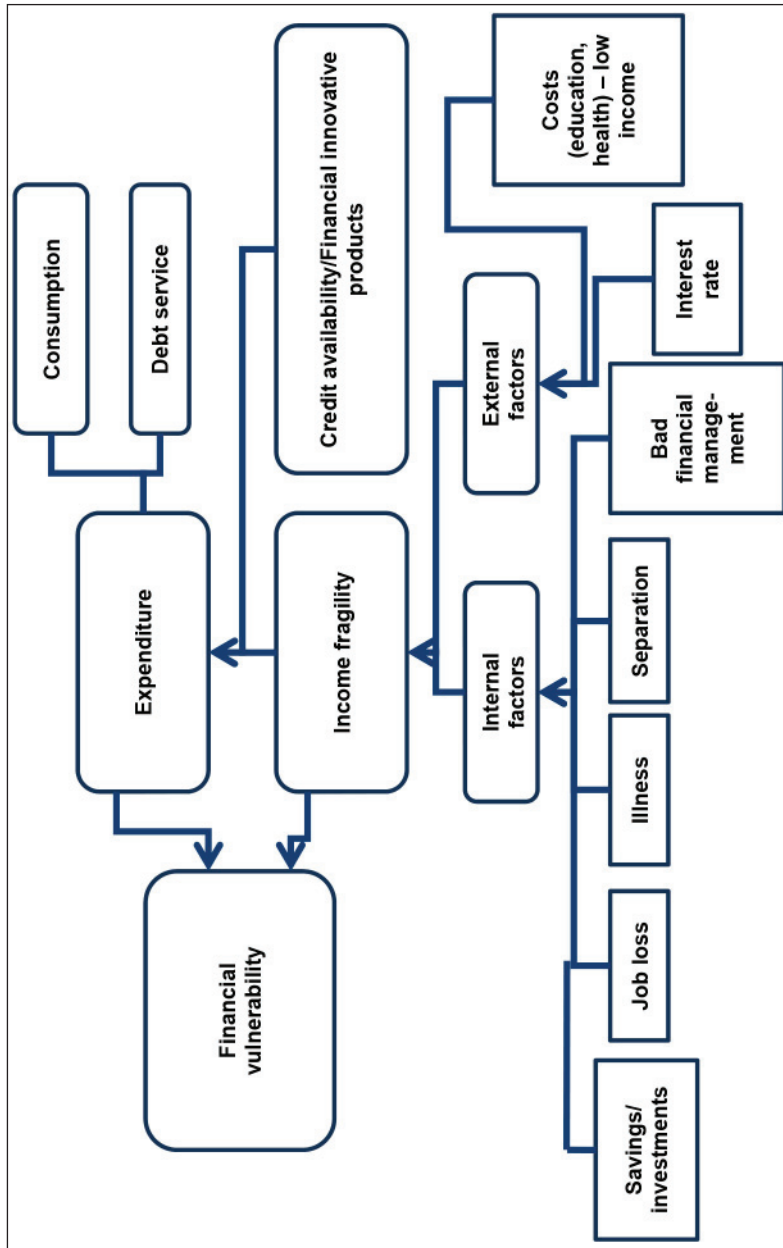 Consumption
Debt service
Expenditure
Financial
vulnerability
Credit availability/Financial innovative
products
Income fragility
External
factors
Internal
factors
Costs
(education,
health) – low
income
Interest
rate
Bad
financial
manage-
ment
Separation
Illness
Job loss
Savings/
investments